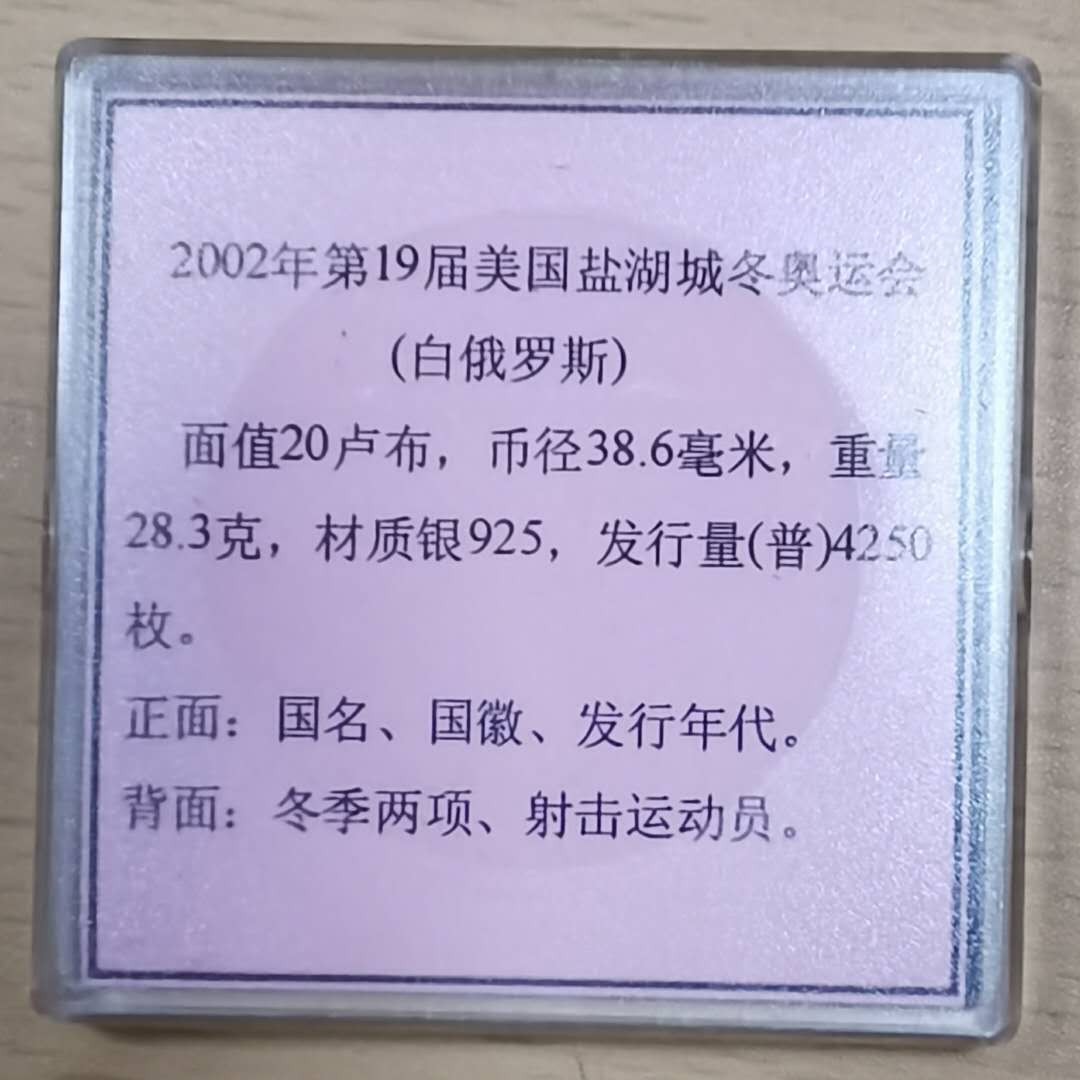 2002年第19届美国盐湖城冬奥运会
(白俄罗斯)
面值20卢布，币径38.6毫米，重量
28.3克，材质银925，发行量(普)4250
枚。
正面：国名、国徽、发行年代。
背面：冬季两项、射击运动员。